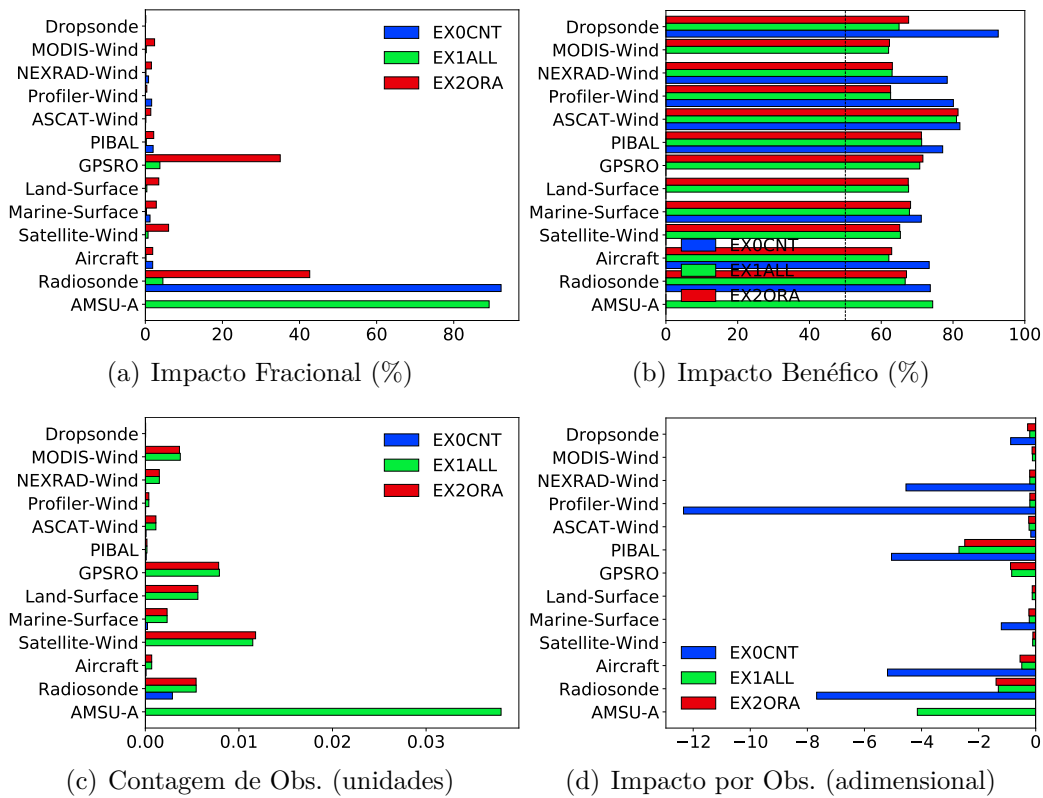 Dropsonde
MODIS-Wind
NEXRAD-Wind
Profiler-Wind
ASCAT-Wind
PIBAL
GPSRO
Land-Surface
Marine-Surface
Satellite-Wind
Aircraft
Radiosonde
AMSU-A
EX0CNT
EX1ALL
EX2ORA
0 20 40 60 80
(a) Impacto Fracional (%)
Dropsonde
MODIS-Wind
NEXRAD-Wind
Profiler-Wind
ASCAT-Wind
PIBAL
GPSRO
Land-Surface
Marine-Surface
Satellite-Wind
Aircraft
Radiosonde
AMSU-A
EX0CNT
EX1ALL
EX2ORA
0 20 40 60 80 100
(b) Impacto Benéfico (%)
Dropsonde
MODIS-Wind
NEXRAD-Wind
Profiler-Wind
ASCAT-Wind
PIBAL
GPSRO
Land-Surface
Marine-Surface
Satellite-Wind
Aircraft
Radiosonde
AMSU-A
EX0CNT
EX1ALL
EX2ORA
0.00 0.01 0.02 0.03
(c) Contagem de Obs. (unidades)
Dropsonde
MODIS-Wind
NEXRAD-Wind
Profiler-Wind
ASCAT-Wind
PIBAL
GPSRO
Land-Surface
Marine-Surface
Satellite-Wind
Aircraft
Radiosonde
AMSU-A
EX0CNT
EX1ALL
EX2ORA
−12 −10 −8 −6 −4 −2 0
(d) Impacto por Obs. (adimensional)